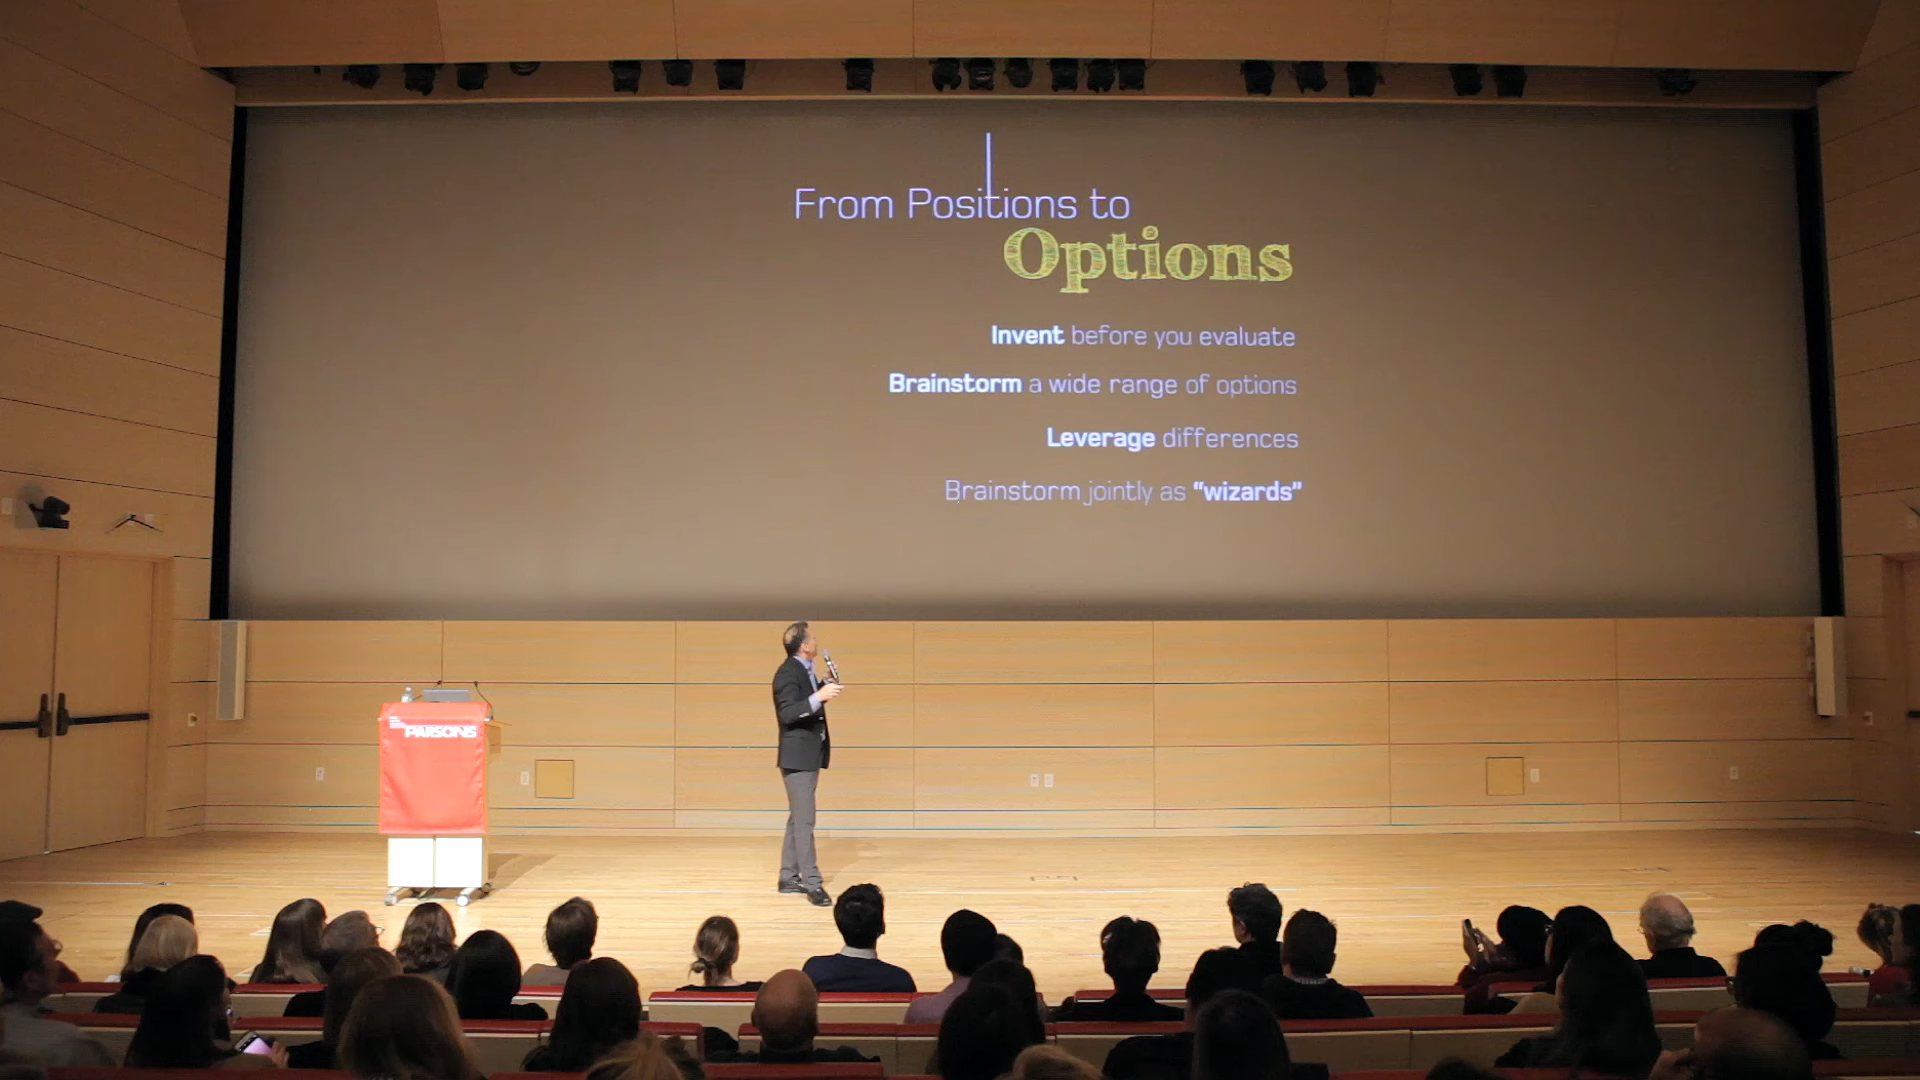 From Positions to
Options
Invent before you evaluate
Brainstorm a wide range of options
Leverage differences
Brainstorm jointly as “wizards”
PARSONS